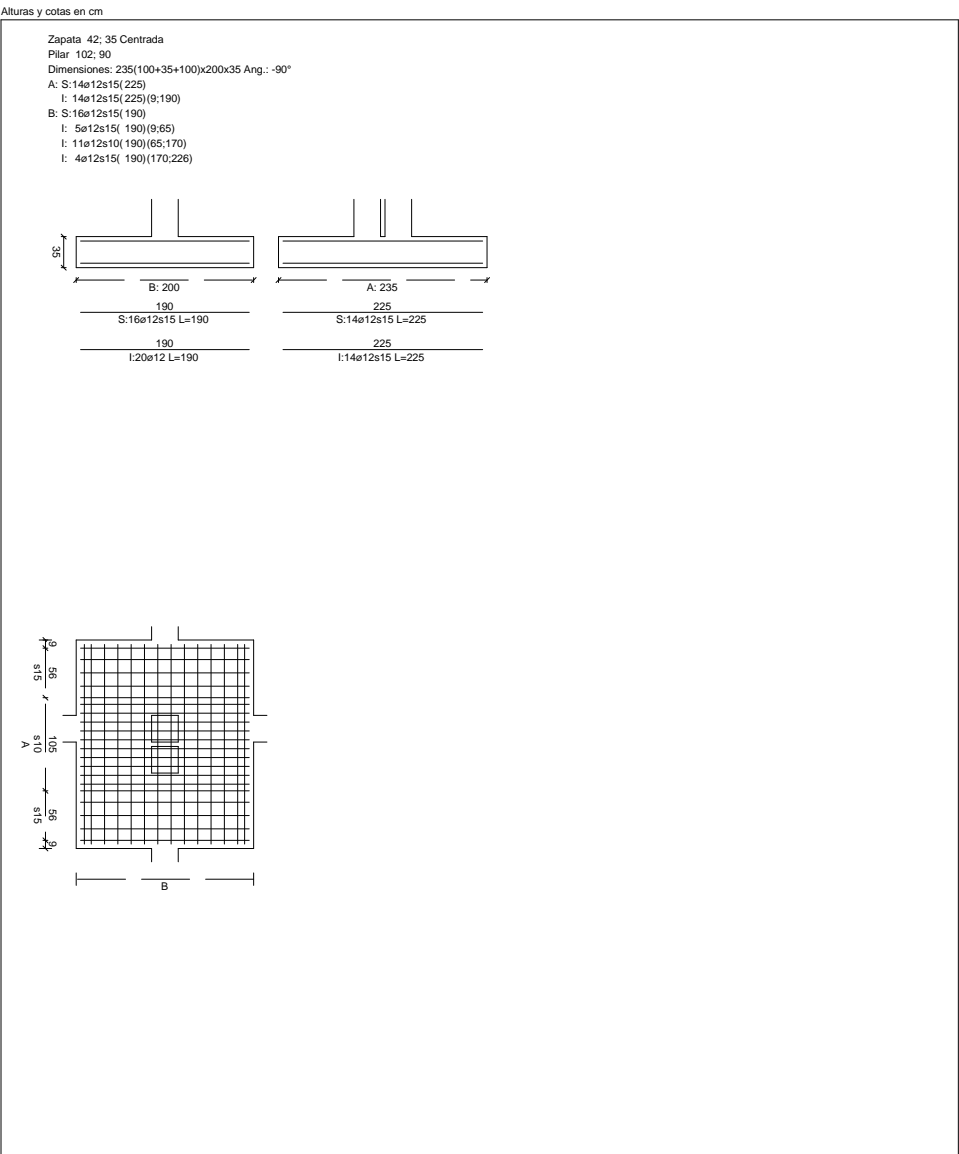 Alturas y cotas en cm
Zapata 42; 35 Centrada
Pilar 102; 90
Dimensiones: 235(100+35+100)x200x35 Ang.: -90°
A: S:14ø12s15(225)
I: 14ø12s15(225)(9;190)
B: S:16ø12s15(190)
I: 5ø12s15( 190)(9;65)
I: 11ø12s10(190)(65;170)
I: 4ø12s15( 190)(170;226)
35
B: 200
A: 235
190
225
S:16ø12s15 L=190
S:14ø12s15 L=225
190
225
I:20ø12 L=190
I:14ø12s15 L=225
9
56
s15
105
s10
A
56
s15
9
B